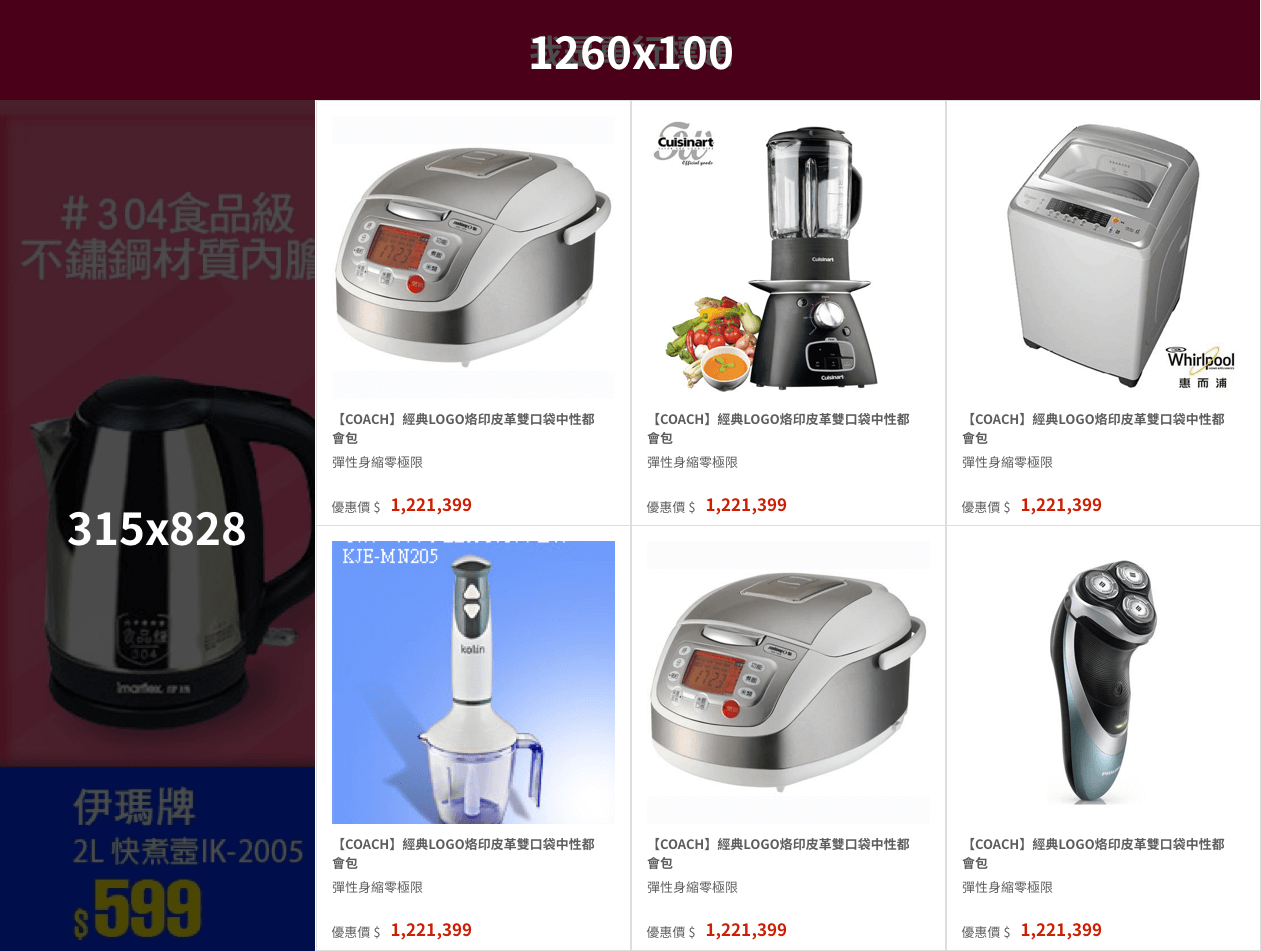 1260x100
#304食品級
不鏽鋼材質內膽
315x828
食品級
304
imarflex 伊瑪
伊瑪牌
2L 快煮壺IK-2005
$599
【COACH】經典LOGO烙印皮革雙口袋中性都
會包
彈性身縮零極限
優惠價 $ 1,221,399
Cuisinart
Official goods
Cuisinart
Cuisinart
【COACH】經典LOGO烙印皮革雙口袋中性都
會包
彈性身縮零極限
優惠價 $ 1,221,399
Whirlpool
惠而浦
【COACH】經典LOGO烙印皮革雙口袋中性都
會包
彈性身縮零極限
優惠價 $ 1,221,399
KJE-MN205
kolin
【COACH】經典LOGO烙印皮革雙口袋中性都
會包
彈性身縮零極限
優惠價 $ 1,221,399
【COACH】經典LOGO烙印皮革雙口袋中性都
會包
彈性身縮零極限
優惠價 $ 1,221,399
【COACH】經典LOGO烙印皮革雙口袋中性都
會包
彈性身縮零極限
優惠價 $ 1,221,399